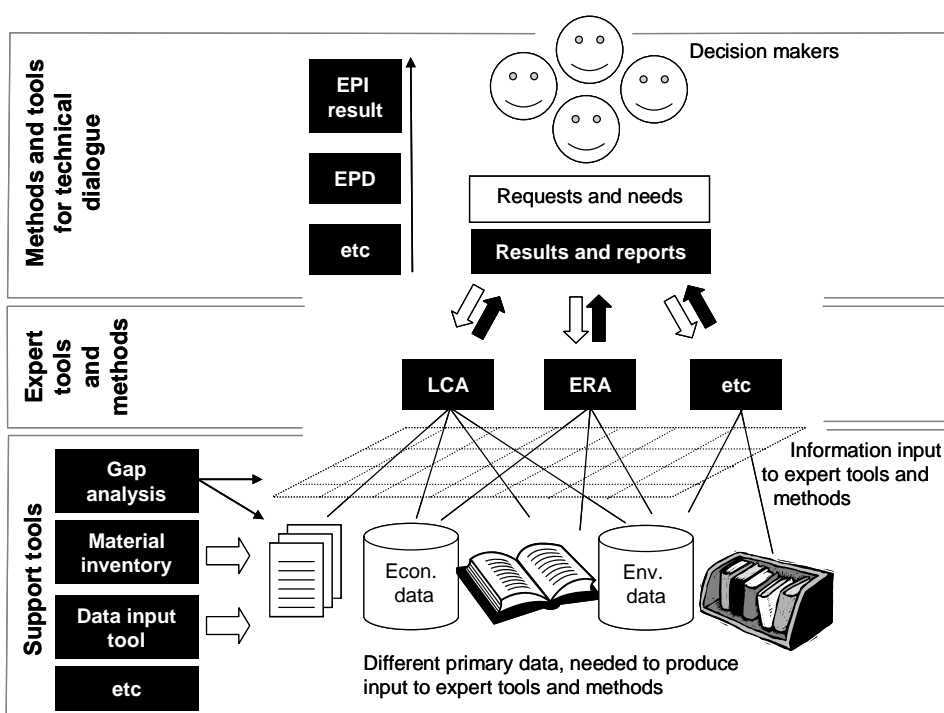 Methods and tools
for technical
dialogue
EPI
result
EPD
etc
Decision makers
Requests and needs
Results and reports
Expert
tools
and
methods
LCA
ERA
etc
Support tools
Gap
analysis
Material
inventory
Data input
tool
etc
Information input
to expert tools and
methods
Econ.
data
Env.
data
Different primary data, needed to produce
input to expert tools and methods